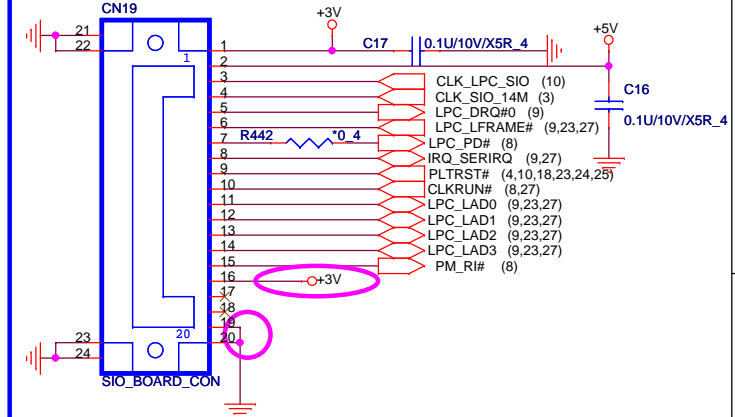 CN19
+3V
21
22
1
1
C17
0.1U/10V/X5R_4
+5V
2
3
CLK_LPC_SIO (10)
4
CLK_SIO_14M (3)
C16
0.1U/10V/X5R_4
5
LPC_DRQ#0 (9)
6
LPC_LFRAME# (9,23,27)
7
R442
*0_4
LPC_PD# (8)
8
IRQ_SERIRQ (9,27)
9
PLTRST# (4,10,18,23,24,25)
10
CLKRUN# (8,27)
11
LPC_LAD0 (9,23,27)
12
LPC_LAD1 (9,23,27)
13
LPC_LAD2 (9,23,27)
14
LPC_LAD3 (9,23,27)
15
PM_RI# (8)
16
+3V
17
18
19
20
20
23
24
SIO_BOARD_CON